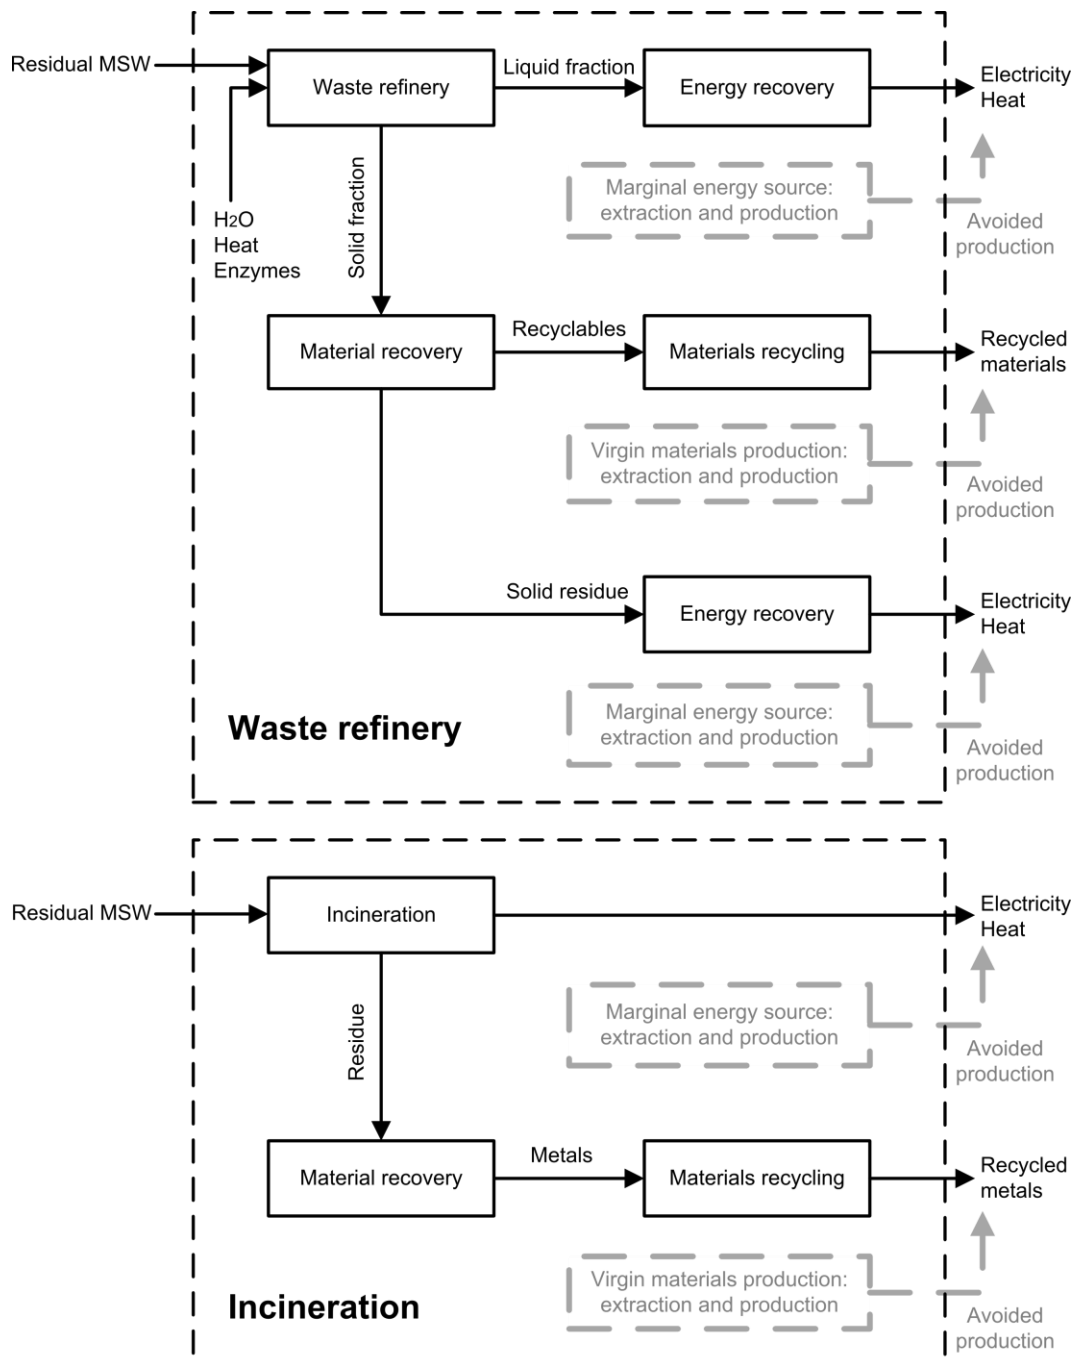 Residual MSW
Waste refinery
Liquid fraction
Energy recovery
Electricity
Heat
H2O
Heat
Enzymes
Solid fraction
Marginal energy source:
extraction and production
Avoided
production
Material recovery
Recyclables
Materials recycling
Recycled
materials
Virgin materials production:
extraction and production
Avoided
production
Solid residue
Energy recovery
Electricity
Heat
Marginal energy source:
extraction and production
Avoided
production
Waste refinery
Residual MSW
Incineration
Electricity
Heat
Residue
Marginal energy source:
extraction and production
Avoided
production
Material recovery
Metals
Materials recycling
Recycled
metals
Virgin materials production:
extraction and production
Avoided
production
Incineration